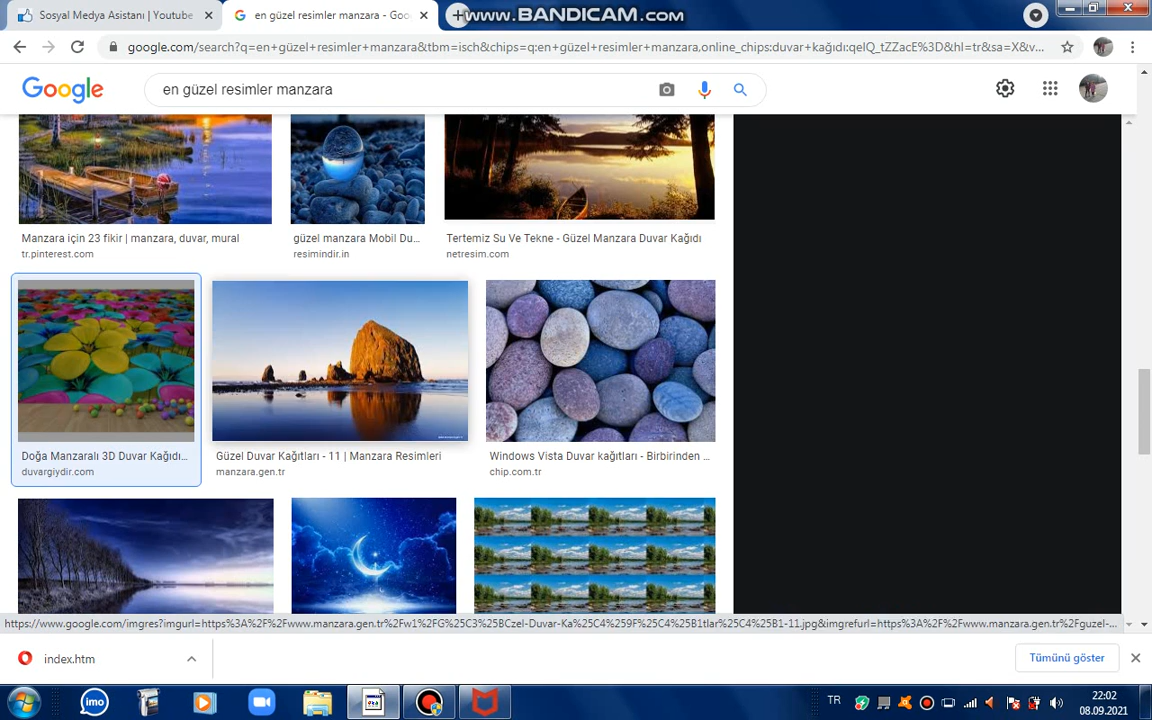 Sosyal Medya Asistanı | Youtube
en güzel resimler manzara - Goo
www.BANDICAM.com
google.com/search?q=en+güzel+resimler+manzara&tbm=isch&chips=q:en+güzel+resimler+manzara,online_chips:duvar+kağıdı:qelQ_tZZacE%3D&hl=tr&sa=X&v...
Google
en güzel resimler manzara
Manzara için 23 fikir | manzara, duvar, mural
tr.pinterest.com
güzel manzara Mobil Du...
resimindir.in
Tertemiz Su Ve Tekne - Güzel Manzara Duvar Kağıdı
netresim.com
Doğa Manzaralı 3D Duvar Kağıdı...
duvargiydir.com
Güzel Duvar Kağıtları - 11 | Manzara Resimleri
manzara.gen.tr
Windows Vista Duvar kağıtları - Birbirinden ...
chip.com.tr
https://www.google.com/imgres?imgurl=https%3A%2F%2Fwww.manzara.gen.tr%2Fw1%2FG%25C3%25BCzel-Duvar-Ka%25C4%259F%25C4%25B1tlar%25C4%25B1-11.jpg&imgrefurl=https%3A%2F%2Fwww.manzara.gen.tr%2Fguzel-...
index.htm
Tümünü göster
imo
TR
22:02
08.09.2021